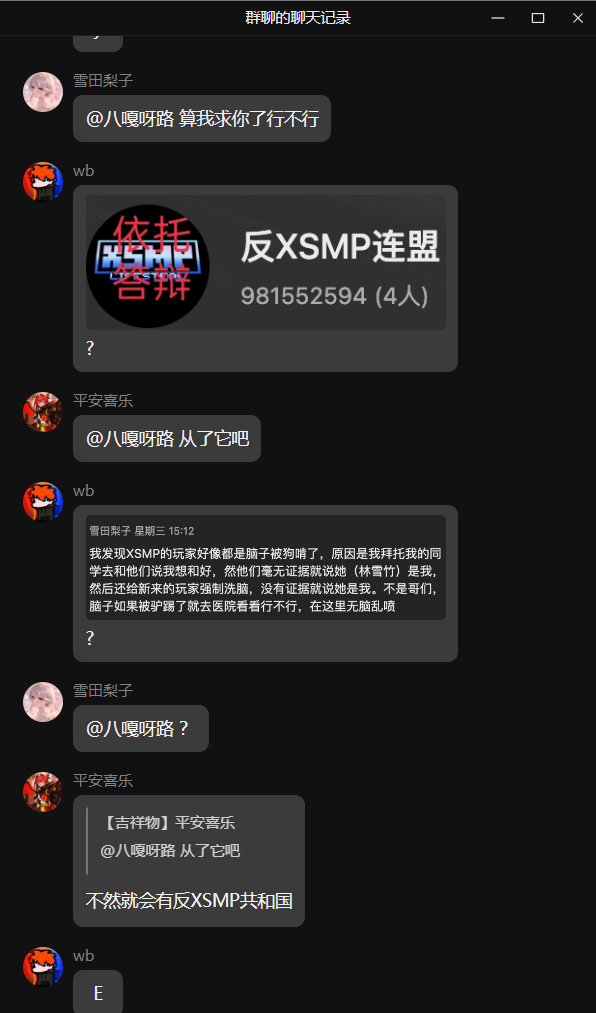 群聊的聊天记录
雪田梨子
@八嘎呀路 算我求你了行不行
wb
依托
XSMP
答辩
反XSMP连盟
981552594 (4人)
?
平安喜乐
@八嘎呀路 从了它吧
wb
雪田梨子 星期三 15:12
我发现XSMP的玩家好像都是脑子被狗啃了，原因是我拜托我的同
学去和他们说我想和好，然他们毫无证据就说她（林雪竹）是我，
然后还给新来的玩家强制洗脑，没有证据就说她是我。不是哥们，
脑子如果被驴踢了就去医院看看行不行，在这里无脑乱喷
?
雪田梨子
@八嘎呀路 ?
平安喜乐
【吉祥物】平安喜乐
@八嘎呀路 从了它吧
不然就会有反XSMP共和国
wb
E